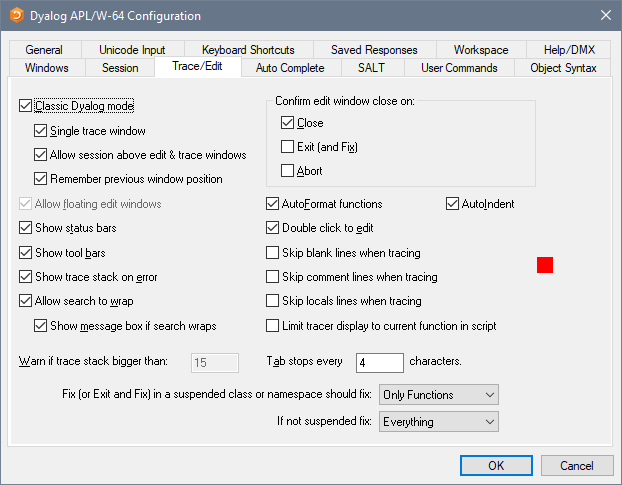 Dyalog APL/W-64 Configuration
General Unicode Input Keyboard Shortcuts Saved Responses Workspace Help/DMX
Windows Session Trace/Edit Auto Complete SALT User Commands Object Syntax
Classic Dyalog mode
Single trace window
Allow session above edit & trace windows
Remember previous window position
Confirm edit window close on:
Close
Exit (and Fix)
Abort
Allow floating edit windows
Show status bars
Show tool bars
Show trace stack on error
Allow search to wrap
Show message box if search wraps
AutoFormat functions AutoIndent
Double click to edit
Skip blank lines when tracing
Skip comment lines when tracing
Skip locals lines when tracing
Limit tracer display to current function in script
Warn if trace stack bigger than: 15 Tab stops every 4 characters.
Fix (or Exit and Fix) in a suspended class or namespace should fix: Only Functions
If not suspended fix: Everything
OK Cancel